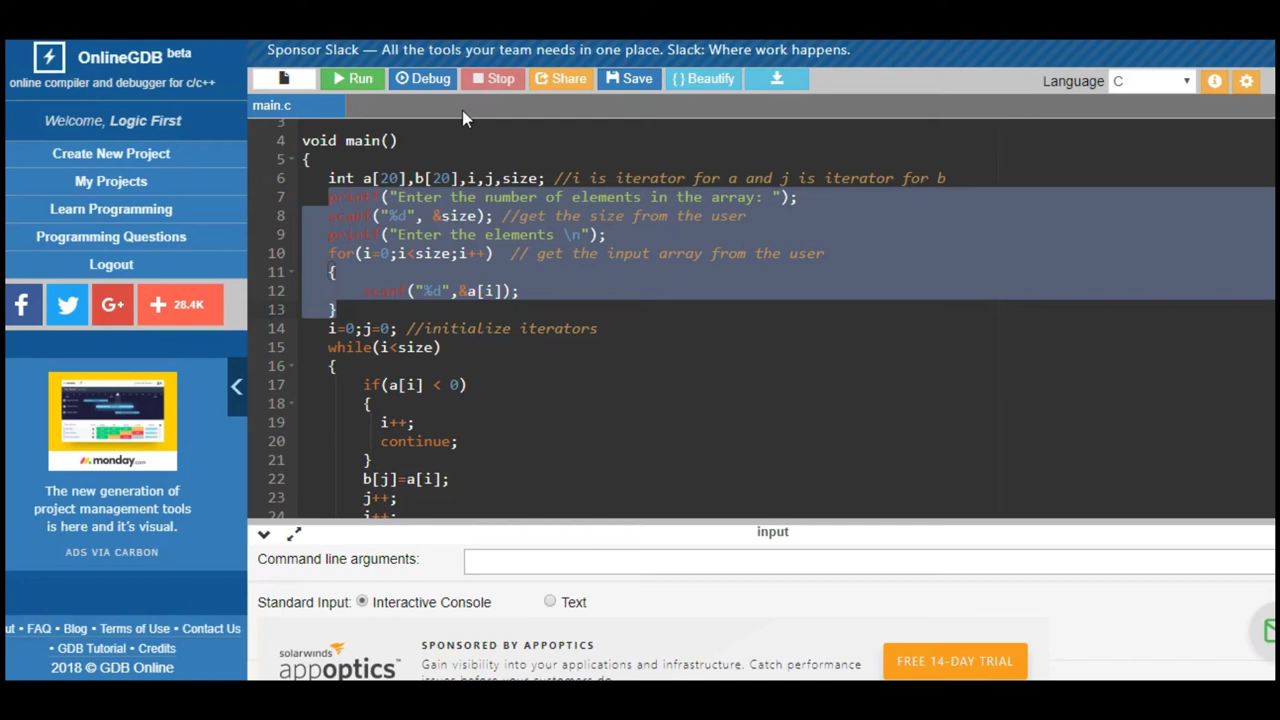 OnlineGDB beta
online compiler and debugger for c/c++
Welcome, Logic First
Create New Project
My Projects
Learn Programming
Programming Questions
Logout
28.4K
monday.com
The new generation of
project management tools
is here and it's visual.
ADS VIA CARBON
FAQ • Blog • Terms of Use • Contact Us
• GDB Tutorial • Credits
2018 © GDB Online
Sponsor Slack — All the tools your team needs in one place. Slack: Where work happens.
Run Debug Stop Share Save { } Beautify Language C
main.c
3
4 void main()
5 {
6 int a[20],b[20],i,j,size; //i is iterator for a and j is iterator for b
7 printf("Enter the number of elements in the array: ");
8 scanf("%d", &size); //get the size from the user
9 printf("Enter the elements \n");
10 for(i=0;i<size;i++) // get the input array from the user
11 {
12 scanf("%d",&a[i]);
13 }
14 i=0;j=0; //initialize iterators
15 while(i<size)
16 {
17 if(a[i] < 0)
18 {
19 i++;
20 continue;
21 }
22 b[j]=a[i];
23 j++;
24 i++;
input
Command line arguments:
Standard Input: Interactive Console Text
solarwinds
appoptics
SPONSORED BY APPOPTICS
Gain visibility into your applications and infrastructure. Catch performance
issues before your customers do.
FREE 14-DAY TRIAL